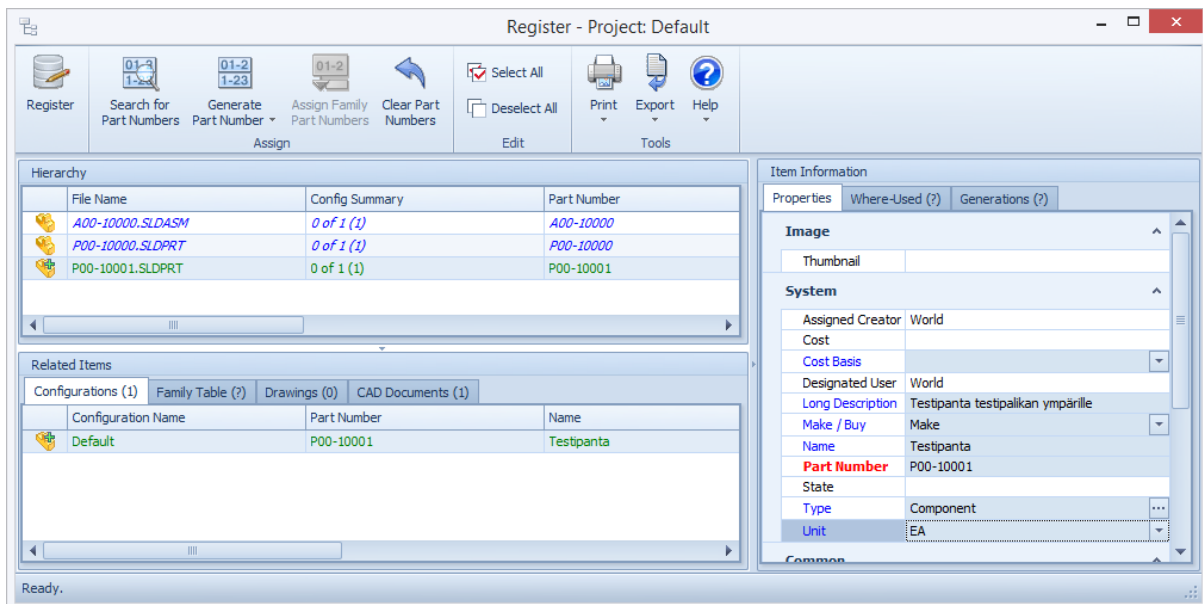 Register - Project: Default
Register
Search for Part Numbers
Generate Part Number
Assign Family Part Numbers
Clear Part Numbers
Select All
Deselect All
Print
Export
Help
Assign
Edit
Tools
Hierarchy
File Name Config Summary Part Number
A00-10000.SLDASM 0 of 1 (1) A00-10000
P00-10000.SLDPRT 0 of 1 (1) P00-10000
P00-10001.SLDPRT 0 of 1 (1) P00-10001
Related Items
Configurations (1) Family Table (?) Drawings (0) CAD Documents (1)
Configuration Name Part Number Name
Default P00-10001 Testipanta
Item Information
Properties Where-Used (?) Generations (?)
Image
Thumbnail
System
Assigned Creator World
Cost
Cost Basis
Designated User World
Long Description Testipanta testipalikan ympärille
Make / Buy Make
Name Testipanta
Part Number P00-10001
State
Type Component
Unit EA
Common
Ready.